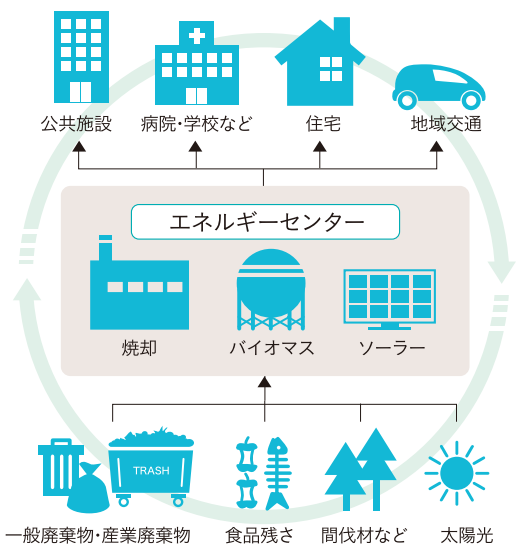 公共施設
病院・学校など
住宅
地域交通
エネルギーセンター
焼却
バイオマス
ソーラー
TRASH
一般廃棄物・産業廃棄物
食品残さ
間伐材など
太陽光